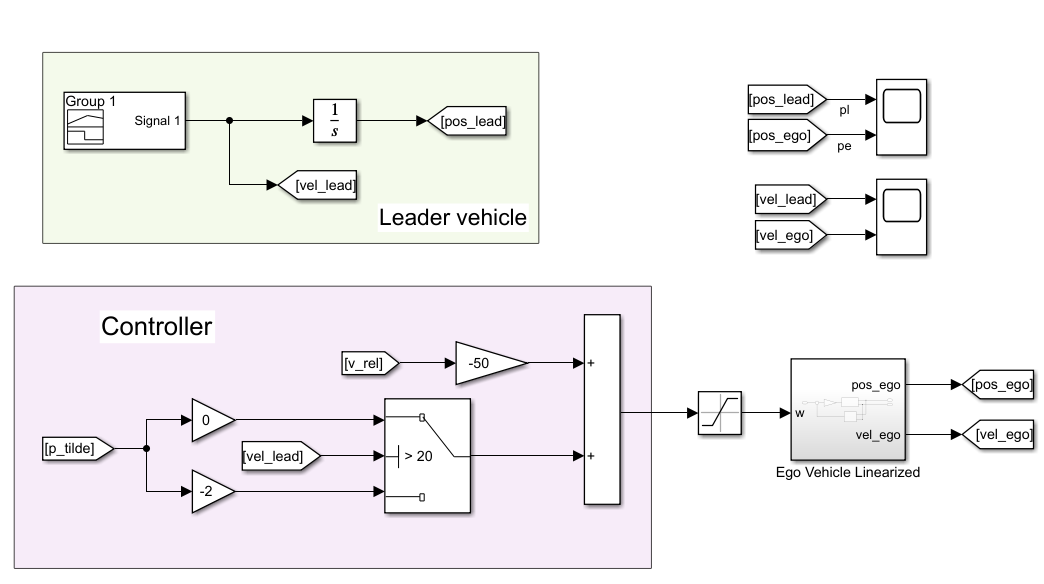 Group 1
Signal 1
1
s
[pos_lead]
[vel_lead]
Leader vehicle
[pos_lead]
pl
[pos_ego]
pe
[vel_lead]
[vel_ego]
Controller
[v_rel]
-50
+
[p_tilde]
0
[vel_lead]
> 20
-2
+
w
pos_ego
vel_ego
Ego Vehicle Linearized
[pos_ego]
[vel_ego]